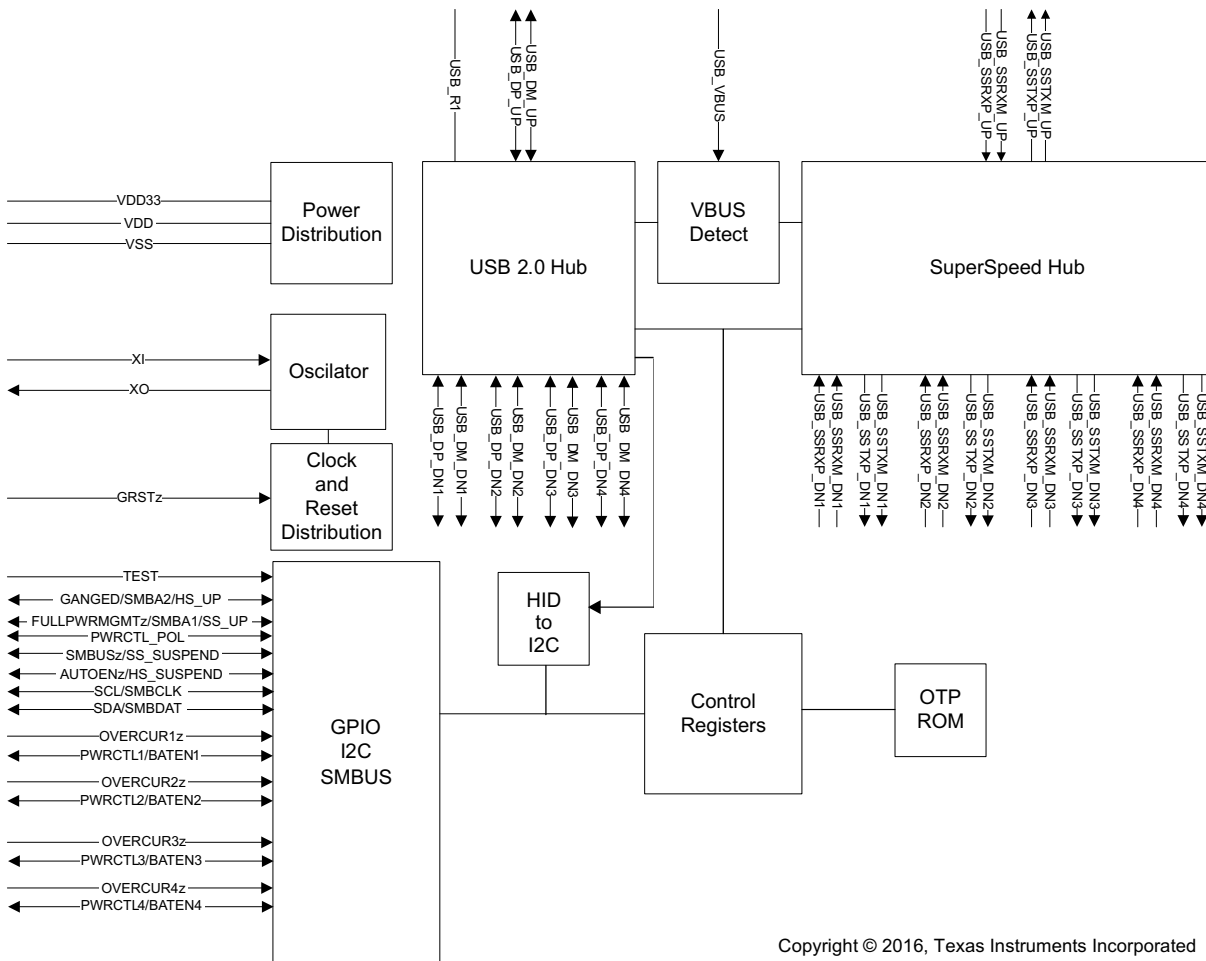 USB_R1
USB_DP_UP
USB_DM_UP
USB_VBUS
USB_SSRXP_UP
USB_SSRXM_UP
USB_SSTXP_UP
USB_SSTXM_UP
VDD33
VDD
VSS
Power
Distribution
USB 2.0 Hub
VBUS
Detect
SuperSpeed Hub
XI
XO
Oscilator
GRSTz
Clock
and
Reset
Distribution
USB_DP_DN1
USB_DM_DN1
USB_DP_DN2
USB_DM_DN2
USB_DP_DN3
USB_DM_DN3
USB_DP_DN4
USB_DM_DN4
USB_SSRXP_DN1
USB_SSRXM_DN1
USB_SSTXP_DN1
USB_SSTXM_DN1
USB_SSRXP_DN2
USB_SSRXM_DN2
USB_SSTXP_DN2
USB_SSTXM_DN2
USB_SSRXP_DN3
USB_SSRXM_DN3
USB_SSTXP_DN3
USB_SSTXM_DN3
USB_SSRXP_DN4
USB_SSRXM_DN4
USB_SSTXP_DN4
USB_SSTXM_DN4
TEST
GANGED/SMBA2/HS_UP
FULLPWRMGMTz/SMBA1/SS_UP
PWRCTL_POL
SMBUSz/SS_SUSPEND
AUTOENz/HS_SUSPEND
SCL/SMBCLK
SDA/SMBDAT
OVERCUR1z
PWRCTL1/BATEN1
OVERCUR2z
PWRCTL2/BATEN2
OVERCUR3z
PWRCTL3/BATEN3
OVERCUR4z
PWRCTL4/BATEN4
GPIO
I2C
SMBUS
HID
to
I2C
Control
Registers
OTP
ROM
Copyright © 2016, Texas Instruments Incorporated